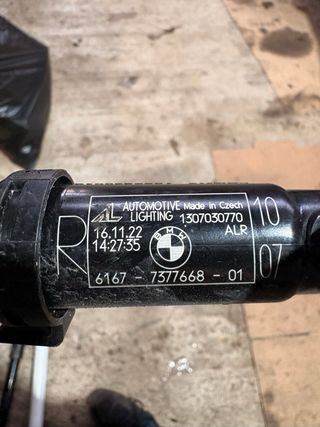 AL AUTOMOTIVE LIGHTING Made in Czech
1307030770
16.11.22 ALR
14:27:35
BMW
R
10
07
6167 - 7377668 - 01